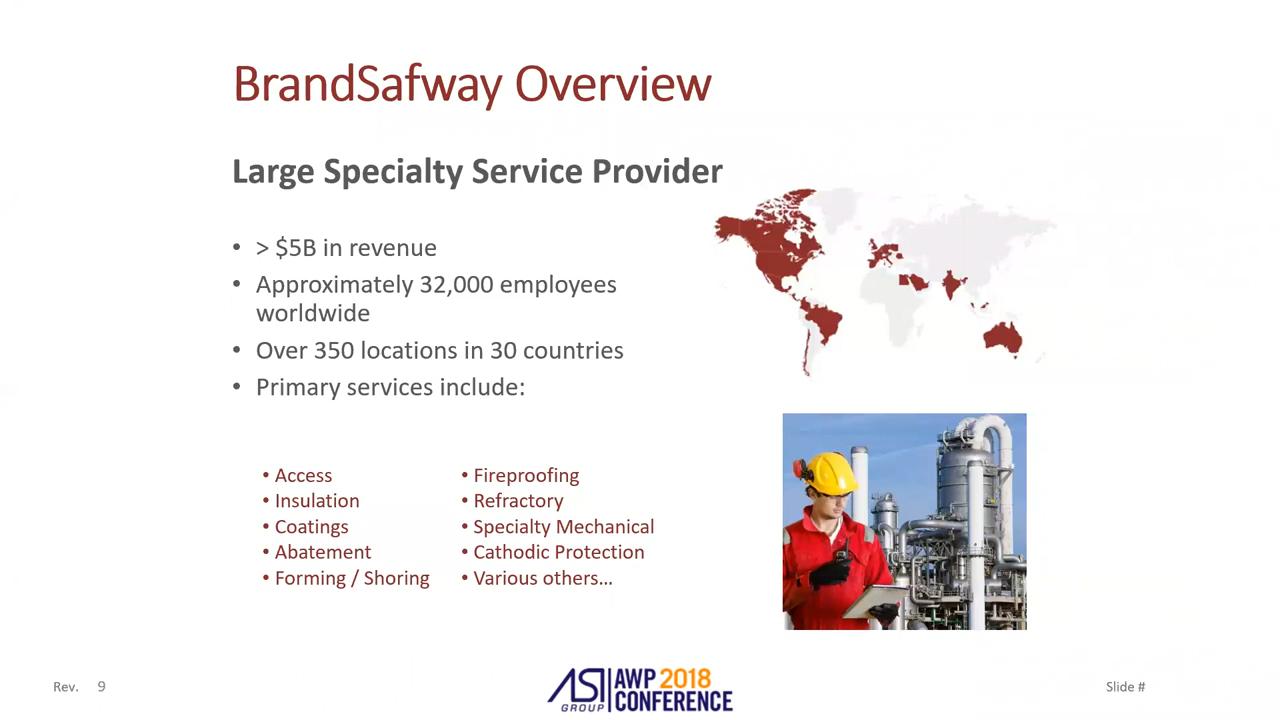 BrandSafway Overview
Large Specialty Service Provider
• > $5B in revenue
• Approximately 32,000 employees
worldwide
• Over 350 locations in 30 countries
• Primary services include:
• Access
• Insulation
• Coatings
• Abatement
• Forming / Shoring
• Fireproofing
• Refractory
• Specialty Mechanical
• Cathodic Protection
• Various others...
Rev. 9
ASI
GROUP
AWP 2018
CONFERENCE
Slide #